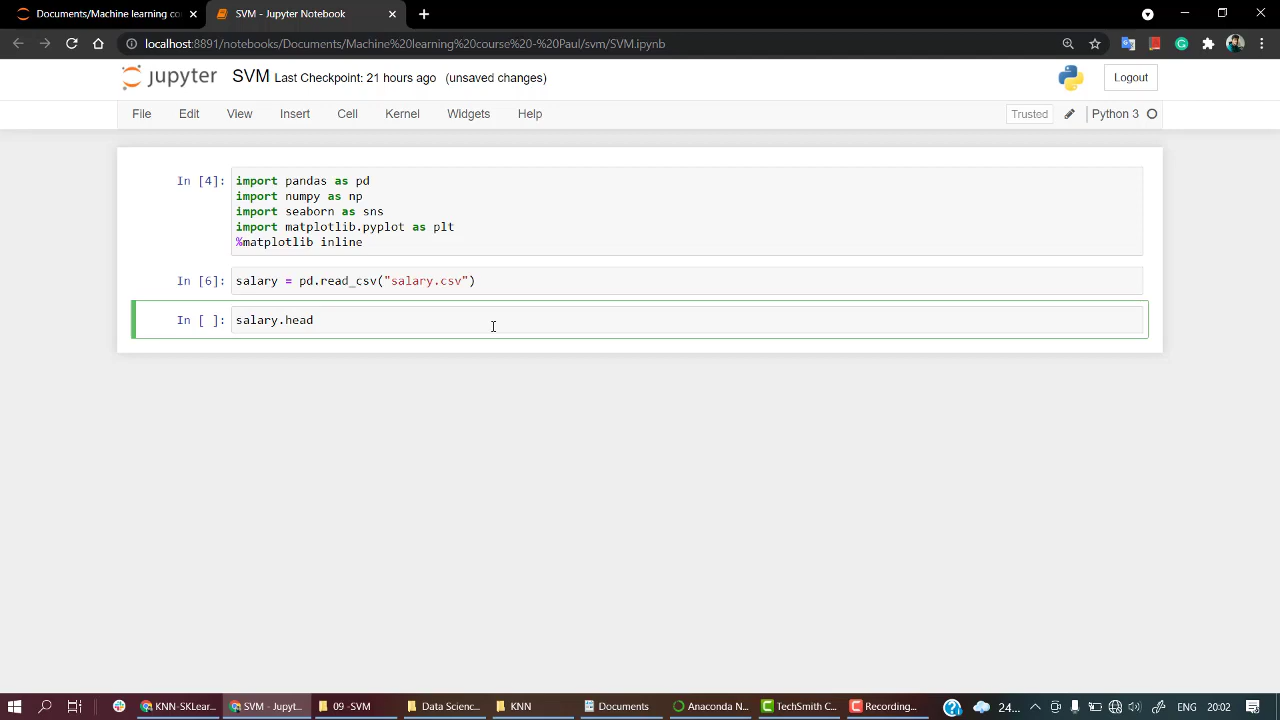 Documents/Machine learning co
SVM - Jupyter Notebook
localhost:8891/notebooks/Documents/Machine%20learning%20course%20-%20Paul/svm/SVM.ipynb
jupyter SVM Last Checkpoint: 21 hours ago (unsaved changes)
Logout
File Edit View Insert Cell Kernel Widgets Help
Trusted Python 3
In [4]: import pandas as pd
import numpy as np
import seaborn as sns
import matplotlib.pyplot as plt
%matplotlib inline
In [6]: salary = pd.read_csv("salary.csv")
In [ ]: salary.head
KNN-SKLear... SVM - Jupyt... 09 -SVM Data Scienc... KNN Documents Anaconda N... TechSmith C... Recording... 24... ENG 20:02